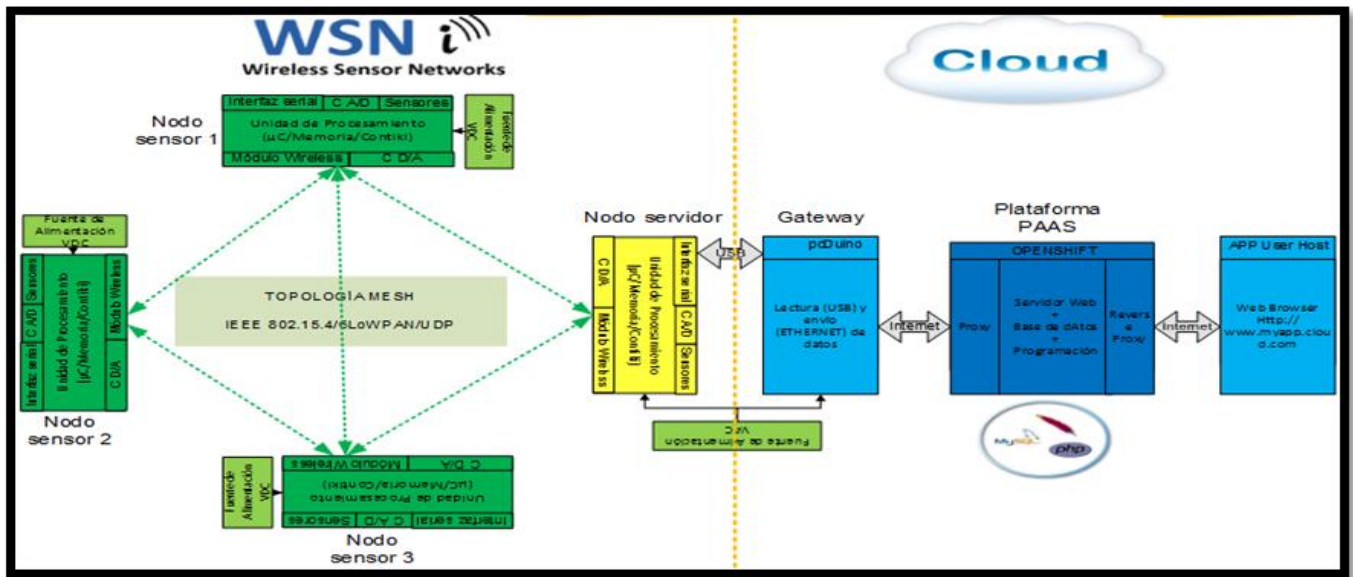 WSN i
Wireless Sensor Networks
Cloud
Nodo
sensor 1
Interfaz serial
C A/D
Sensores
Unidad de Procesamiento
(µC/Memoria/Contiki)
Módulo Wireless
C D/A
Fuente de
Alimentación
VDC
Fuente de
Alimentación
VDC
Interfaz serial
C A/D
Sensores
Unidad de Procesamiento
(µC/Memoria/Contiki)
C D/A
Módulo Wireless
Nodo
sensor 2
TOPOLOGÍA MESH
IEEE 802.15.4/6LoWPAN/UDP
Fuente de
Alimentación
VDC
Módulo Wireless
C D/A
Unidad de Procesamiento
(µC/Memoria/Contiki)
Sensores
C A/D
Interfaz serial
Nodo
sensor 3
Nodo servidor
C D/A
Módulo Wireless
Unidad de Procesamiento
(µC/Memoria/Contiki)
Interfaz serial
C A/D
Sensores
USB
Fuente de Alimentación
Gateway
pcDuino
Lectura (USB) y
envío
(ETHERNET) de
datos
Internet
Plataforma
PAAS
OPENSHIFT
Proxy
Servidor Web
+
Base de dAtos
+
Programación
Revers
e
Proxy
MySQL
php
Internet
APP User Host
Web Browser
Http://
www.myapp.clou
d.com